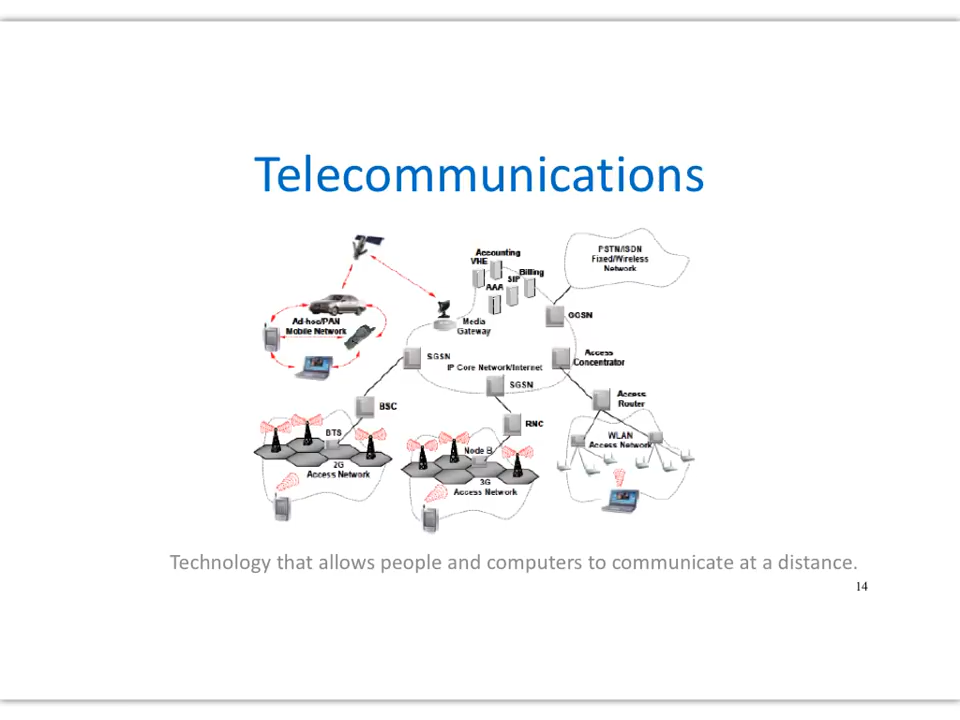 Telecommunications
Accounting
VHE
Billing
SIP
AAA
PSTN/ISDN
Fixed/Wireless
Network
GGSN
Media
Gateway
Ad-hoc/PAN
Mobile Network
SGSN
IP Core Network/Internet
Access
Concentrator
SGSN
Access
Router
BSC
RNC
BTS
Node B
WLAN
Access Network
2G
Access Network
3G
Access Network
Technology that allows people and computers to communicate at a distance.
14